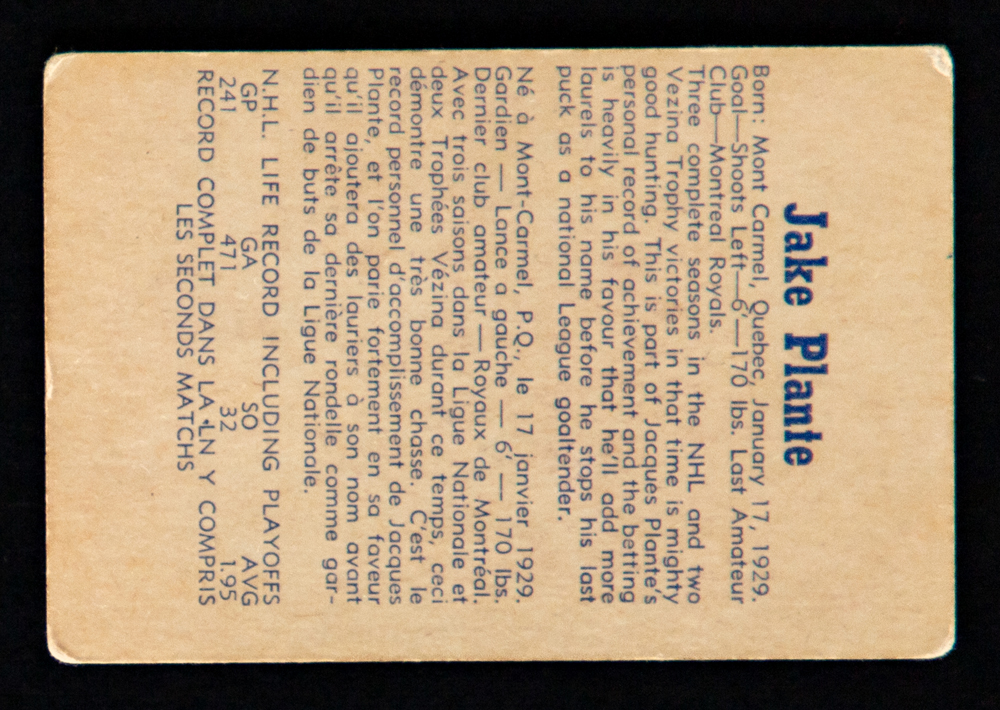 Jake Plante
Born: Mont Carmel, Quebec, January 17, 1929.
Goal—Shoots Left—6'—170 lbs. Last Amateur
Club—Montreal Royals.
Three complete seasons in the NHL and two
Vezina Trophy victories in that time is mighty
good hunting. This is part of Jacques Plante's
personal record of achievement and the betting
is heavily in his favour that he'll add more
laurels to his name before he stops his last
puck as a national League goaltender.
Né à Mont-Carmel, P.Q., le 17 janvier 1929.
Gardien — Lance a gauche — 6' — 170 lbs.
Dernier club amateur — Royaux de Montréal.
Avec trois saisons dans la Ligue Nationale et
deux Trophées Vézina durant ce temps, ceci
démontre une très bonne chasse. C'est le
record personnel d'accomplissement de Jacques
Plante, et l'on parie fortement en sa faveur
qu'il ajoutera des lauriers à son nom avant
qu'il arrête sa dernière rondelle comme gar-
dien de buts de la Ligue Nationale.
N.H.L. LIFE RECORD INCLUDING PLAYOFFS
GP GA SO AVG
241 471 32 1.95
RECORD COMPLET DANS LA LN Y COMPRIS
LES SECONDS MATCHS